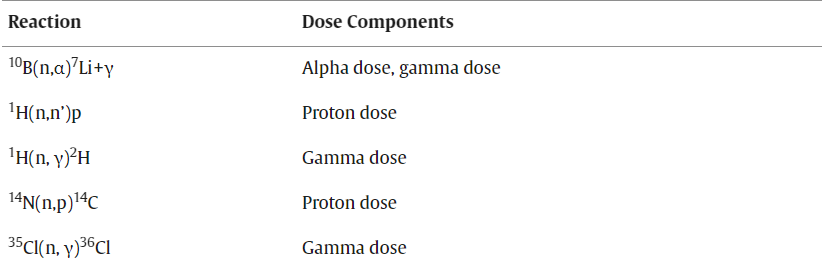 Reaction Dose Components
¹⁰B(n,α)⁷Li+γ Alpha dose, gamma dose
¹H(n,n’)p Proton dose
¹H(n, γ)²H Gamma dose
¹⁴N(n,p)¹⁴C Proton dose
³⁵Cl(n, γ)³⁶Cl Gamma dose